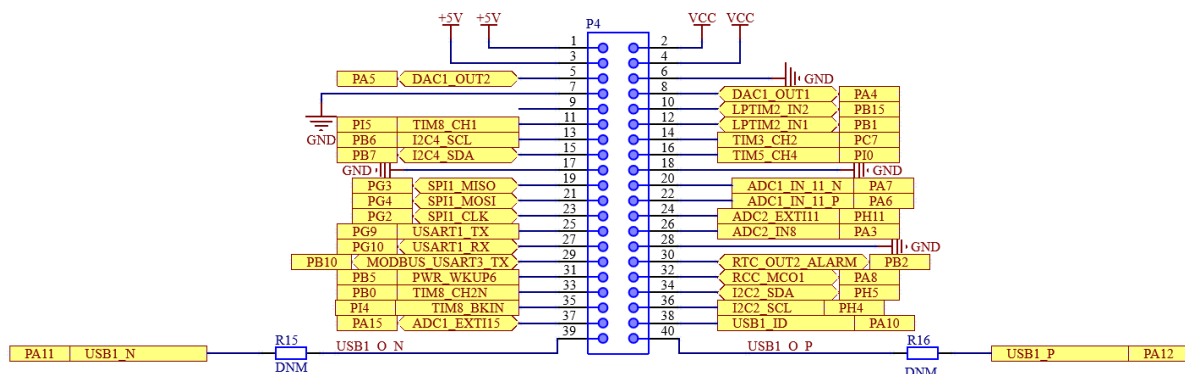 +5V +5V P4 VCC VCC
1 2
3 4
PA5 DAC1_OUT2 5 6 GND
7 8 DAC1_OUT1 PA4
9 10 LPTIM2_IN2 PB15
PI5 TIM8_CH1 11 12 LPTIM2_IN1 PB1
GND PB6 I2C4_SCL 13 14 TIM3_CH2 PC7
PB7 I2C4_SDA 15 16 TIM5_CH4 PI0
GND 17 18 GND
PG3 SPI1_MISO 19 20 ADC1_IN_11_N PA7
PG4 SPI1_MOSI 21 22 ADC1_IN_11_P PA6
PG2 SPI1_CLK 23 24 ADC2_EXTI11 PH11
PG9 USART1_TX 25 26 ADC2_IN8 PA3
PG10 USART1_RX 27 28 GND
PB10 MODBUS_USART3_TX 29 30 RTC_OUT2_ALARM PB2
PB5 PWR_WKUP6 31 32 RCC_MCO1 PA8
PB0 TIM8_CH2N 33 34 I2C2_SDA PH5
PI4 TIM8_BKIN 35 36 I2C2_SCL PH4
PA15 ADC1_EXTI15 37 38 USB1_ID PA10
R15 USB1_O_N 39 40 USB1_O_P R16
PA11 USB1_N USB1_P PA12
DNM DNM